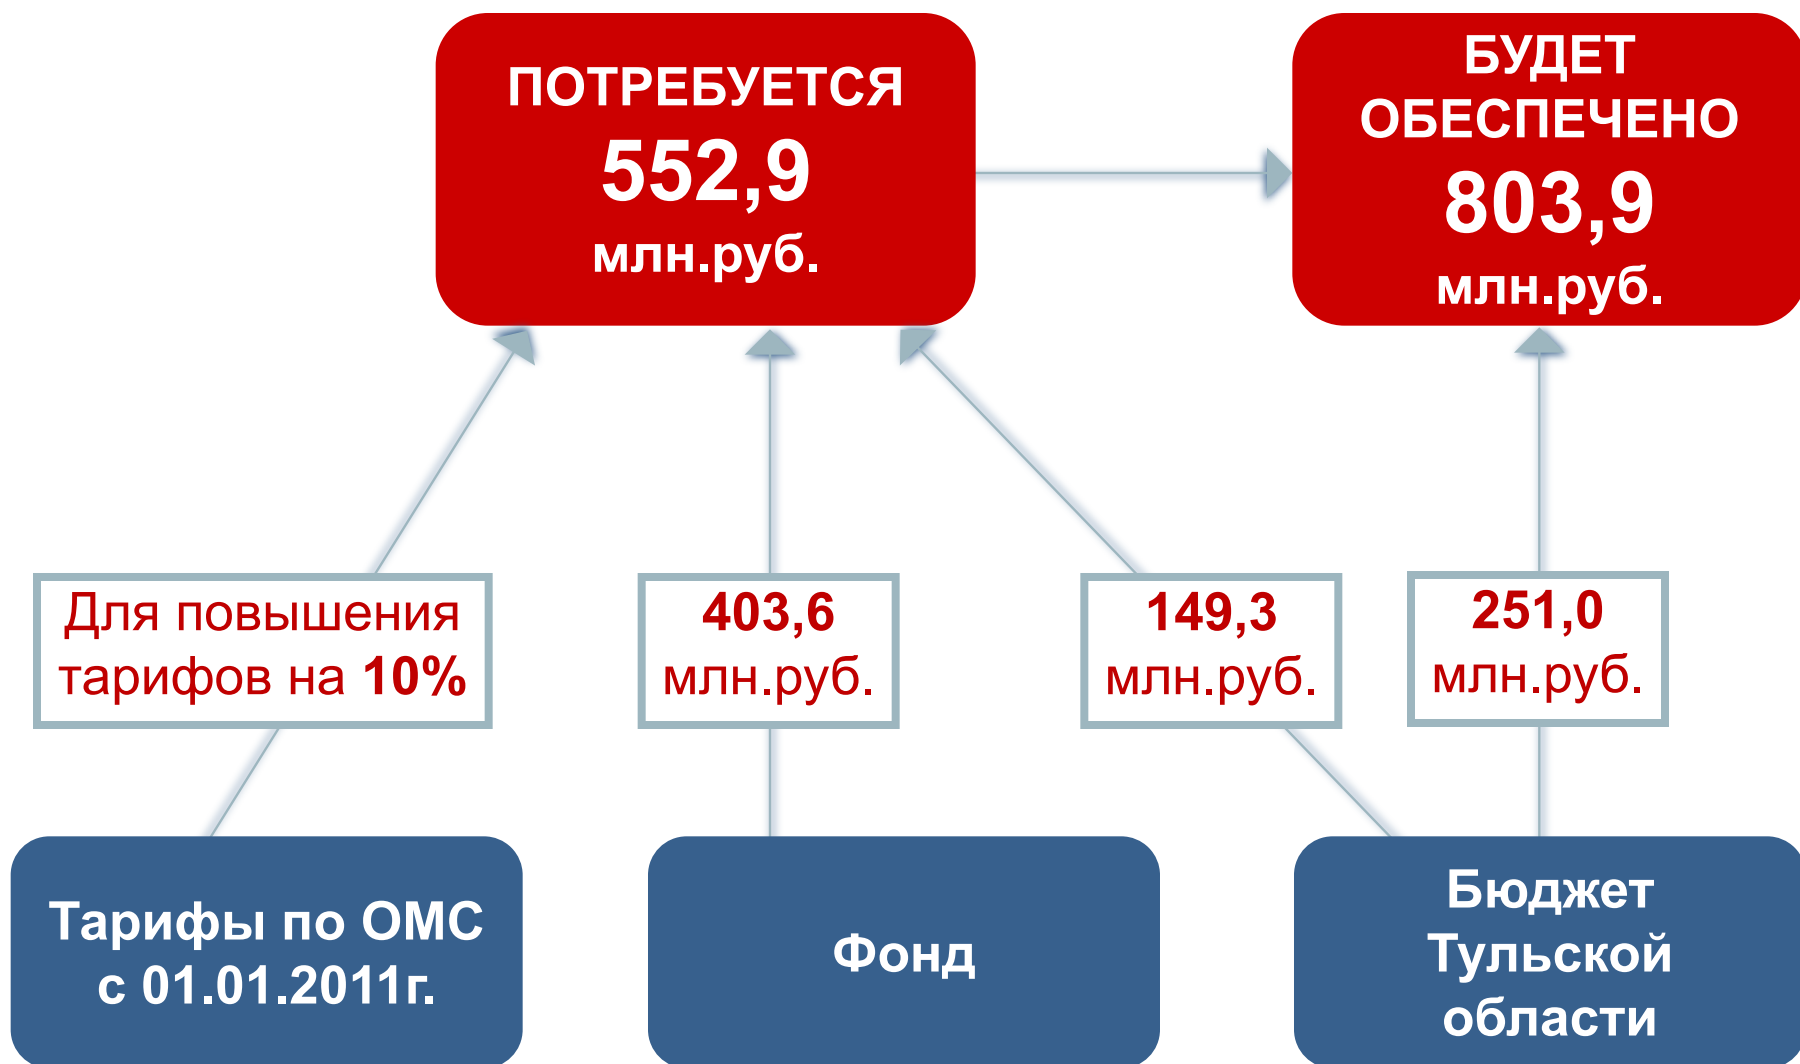 ПОТРЕБУЕТСЯ
552,9
млн.руб.
БУДЕТ
ОБЕСПЕЧЕНО
803,9
млн.руб.
Для повышения
тарифов на 10%
403,6
млн.руб.
149,3
млн.руб.
251,0
млн.руб.
Тарифы по ОМС
с 01.01.2011г.
Фонд
Бюджет
Тульской
области